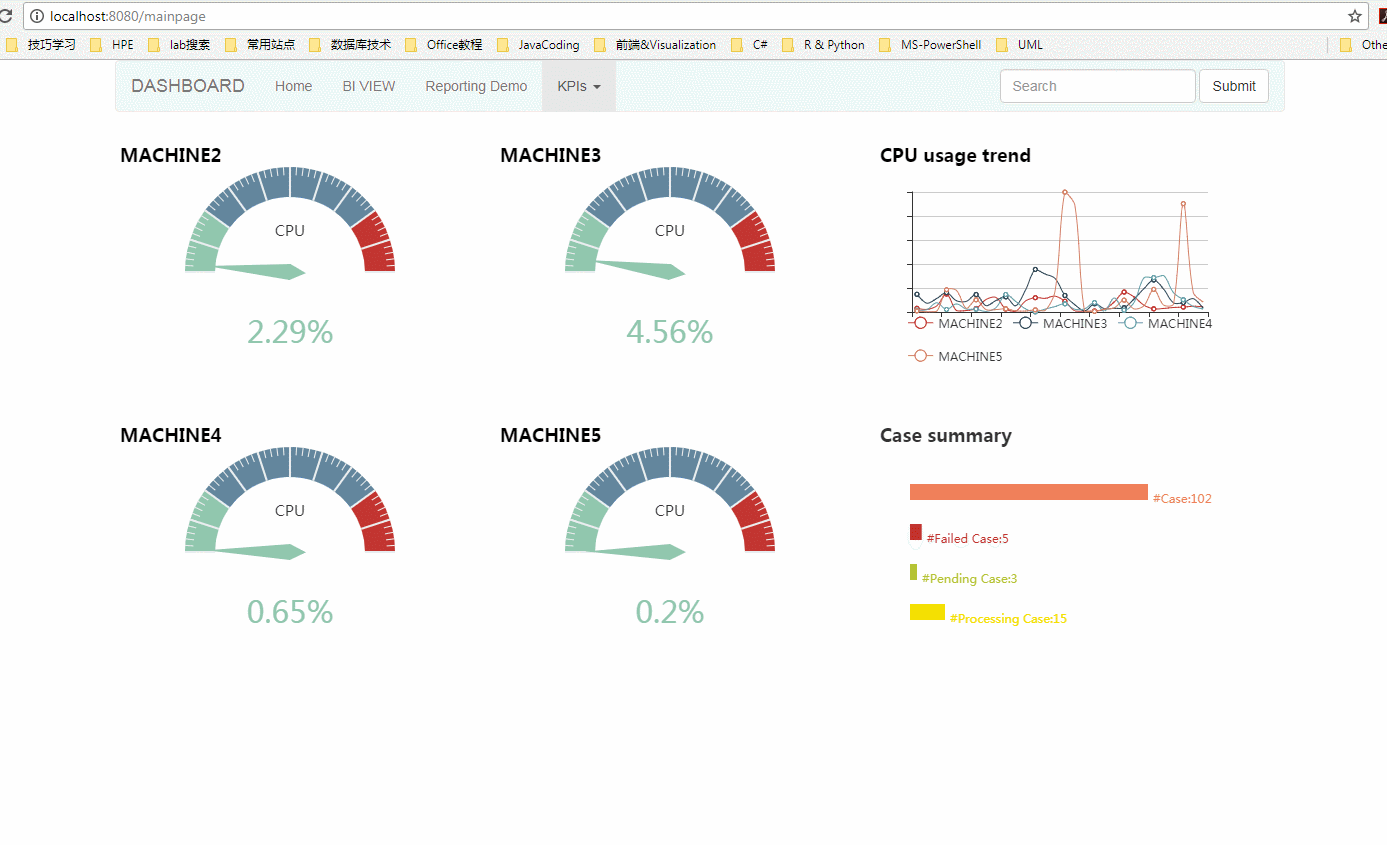 localhost:8080/mainpage
技巧学习 HPE lab搜索 常用站点 数据库技术 Office教程 JavaCoding 前端&Visualization C# R & Python MS-PowerShell UML Othe
DASHBOARD Home BI VIEW Reporting Demo KPIs Search Submit
MACHINE2 MACHINE3 CPU usage trend
CPU CPU
2.29% 4.56%
MACHINE2 MACHINE3 MACHINE4
MACHINE5
MACHINE4 MACHINE5 Case summary
CPU CPU
0.65% 0.2%
#Case:102
#Failed Case:5
#Pending Case:3
#Processing Case:15